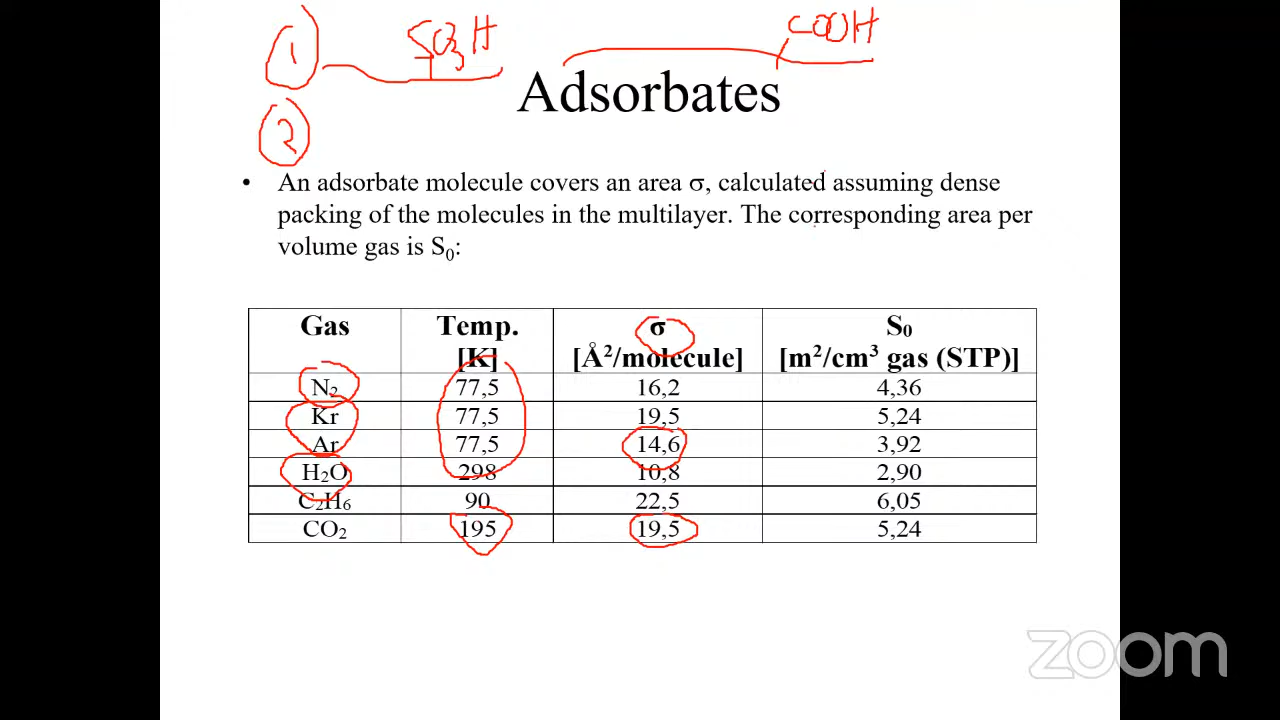 1
SO3H
COOH
Adsorbates
2
• An adsorbate molecule covers an area σ, calculated assuming dense
packing of the molecules in the multilayer. The corresponding area per
volume gas is S₀:
Gas Temp. [K] σ [Å²/molecule] S₀ [m²/cm³ gas (STP)]
N₂ 77,5 16,2 4,36
Kr 77,5 19,5 5,24
Ar 77,5 14,6 3,92
H₂O 298 10,8 2,90
C₂H₆ 90 22,5 6,05
CO₂ 195 19,5 5,24
zoom